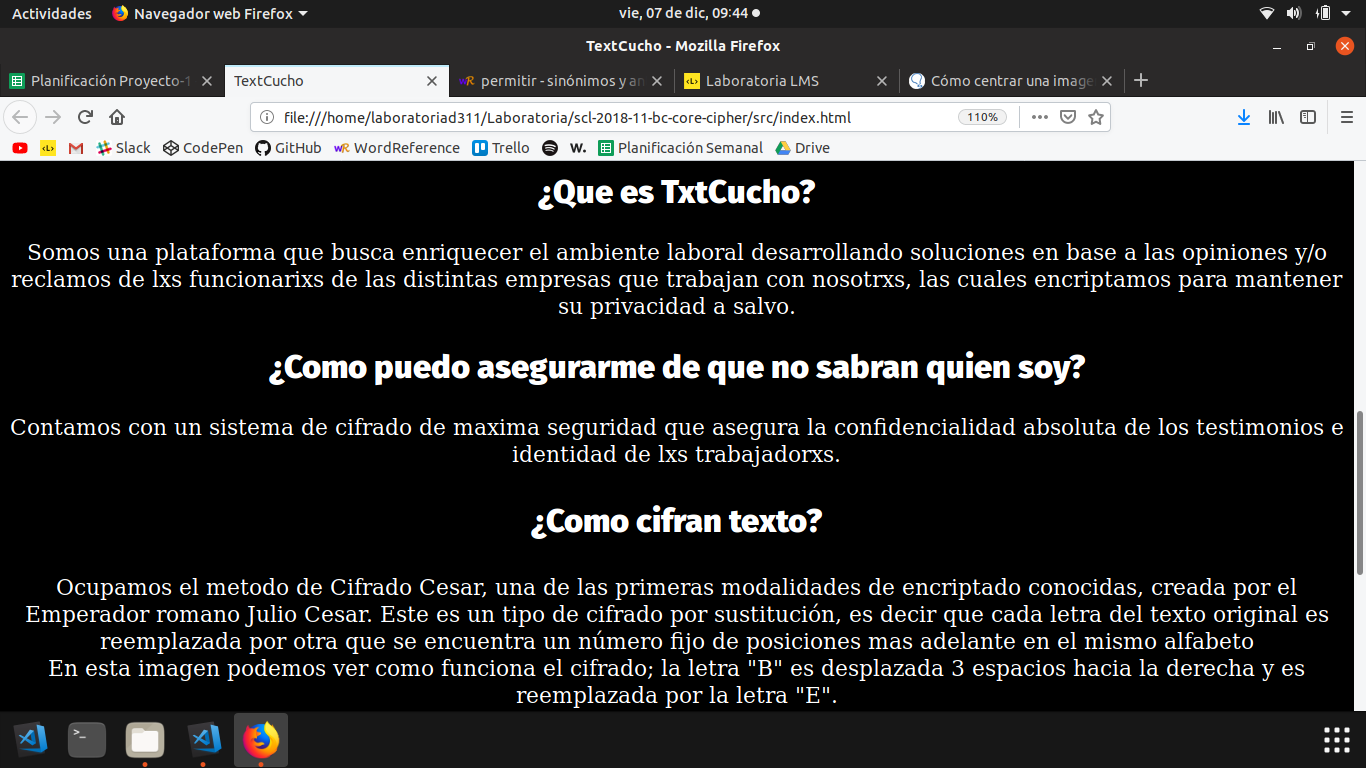 Actividades
Navegador web Firefox
vie, 07 de dic, 09:44
TextCucho - Mozilla Firefox
Planificación Proyecto-1
TextCucho
permitir - sinónimos y an
Laboratoria LMS
Cómo centrar una image
file:///home/laboratoriad311/Laboratoria/scl-2018-11-bc-core-cipher/src/index.html
110%
Slack
CodePen
GitHub
WordReference
Trello
W.
Planificación Semanal
Drive
¿Que es TxtCucho?
Somos una plataforma que busca enriquecer el ambiente laboral desarrollando soluciones en base a las opiniones y/o
reclamos de lxs funcionarixs de las distintas empresas que trabajan con nosotrxs, las cuales encriptamos para mantener
su privacidad a salvo.
¿Como puedo asegurarme de que no sabran quien soy?
Contamos con un sistema de cifrado de maxima seguridad que asegura la confidencialidad absoluta de los testimonios e
identidad de lxs trabajadorxs.
¿Como cifran texto?
Ocupamos el metodo de Cifrado Cesar, una de las primeras modalidades de encriptado conocidas, creada por el
Emperador romano Julio Cesar. Este es un tipo de cifrado por sustitución, es decir que cada letra del texto original es
reemplazada por otra que se encuentra un número fijo de posiciones mas adelante en el mismo alfabeto
En esta imagen podemos ver como funciona el cifrado; la letra "B" es desplazada 3 espacios hacia la derecha y es
reemplazada por la letra "E".